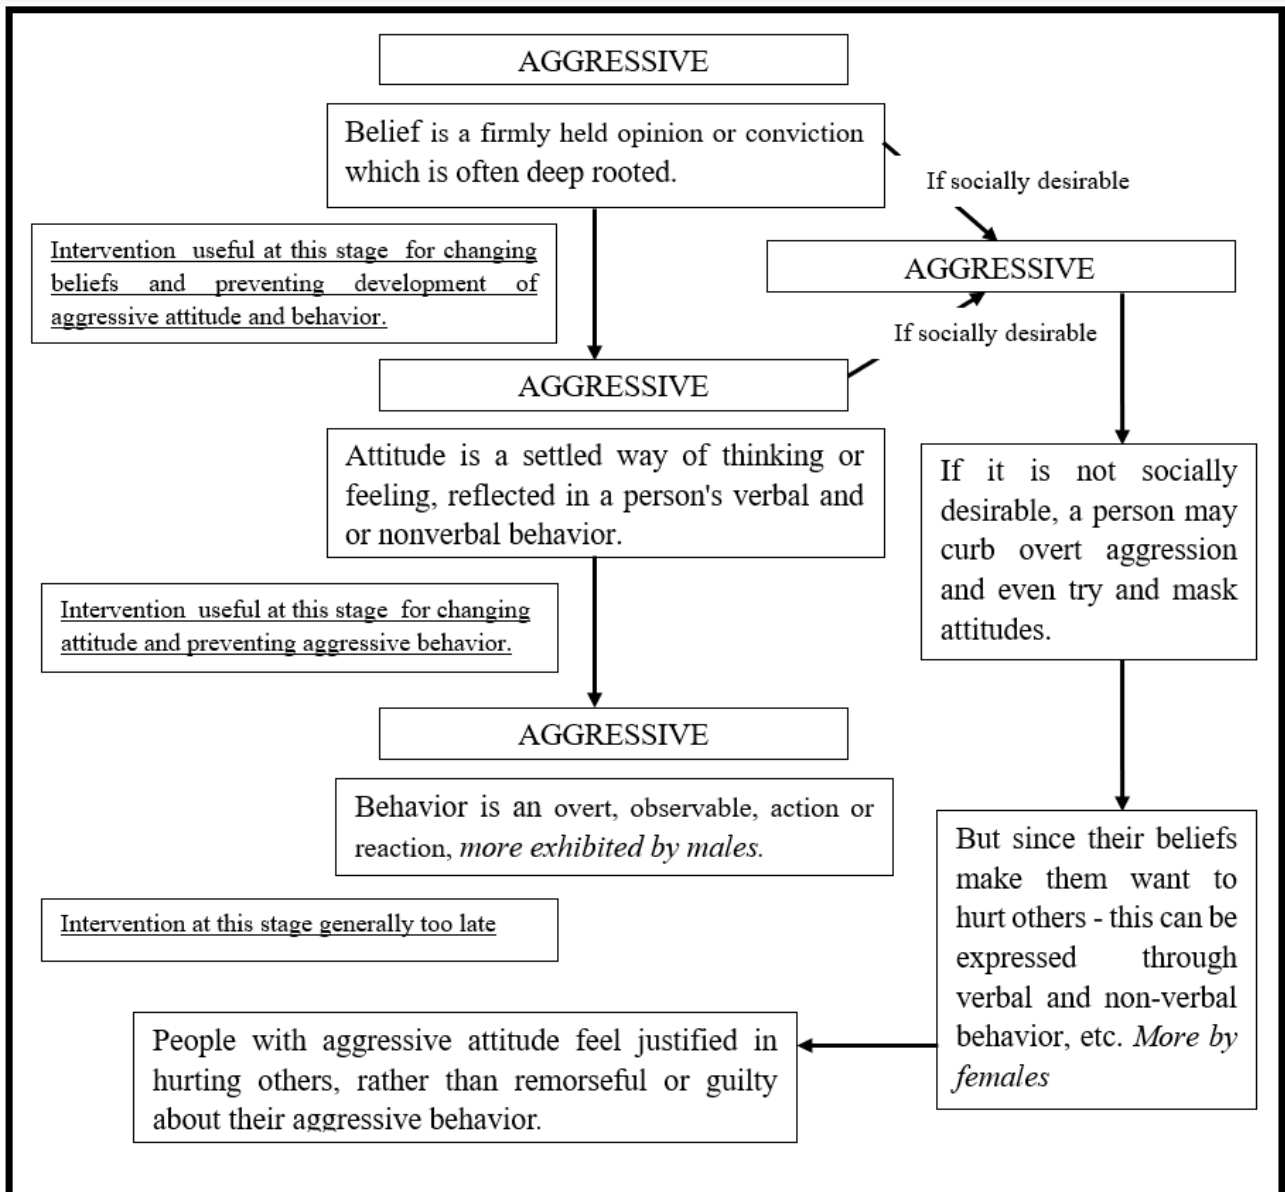 AGGRESSIVE
Belief is a firmly held opinion or conviction
which is often deep rooted.
If socially desirable
Intervention useful at this stage for changing
beliefs and preventing development of
aggressive attitude and behavior.
AGGRESSIVE
If socially desirable
AGGRESSIVE
Attitude is a settled way of thinking or
feeling, reflected in a person's verbal and
or nonverbal behavior.
If it is not socially
desirable, a person may
curb overt aggression
and even try and mask
attitudes.
Intervention useful at this stage for changing
attitude and preventing aggressive behavior.
AGGRESSIVE
Behavior is an overt, observable, action or
reaction, more exhibited by males.
Intervention at this stage generally too late
But since their beliefs
make them want to
hurt others - this can be
expressed through
verbal and non-verbal
behavior, etc. More by
females
People with aggressive attitude feel justified in
hurting others, rather than remorseful or guilty
about their aggressive behavior.